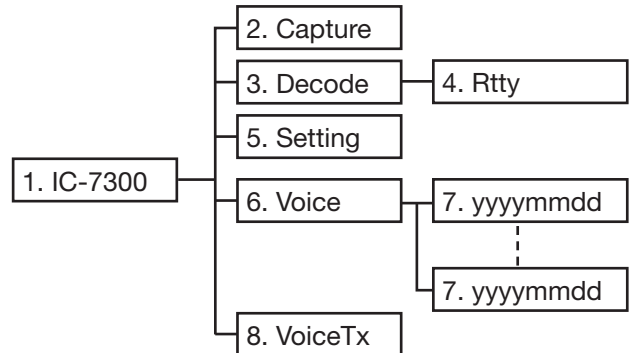 2. Capture
3. Decode
4. Rtty
5. Setting
1. IC-7300
6. Voice
7. yyyymmdd
7. yyyymmdd
8. VoiceTx